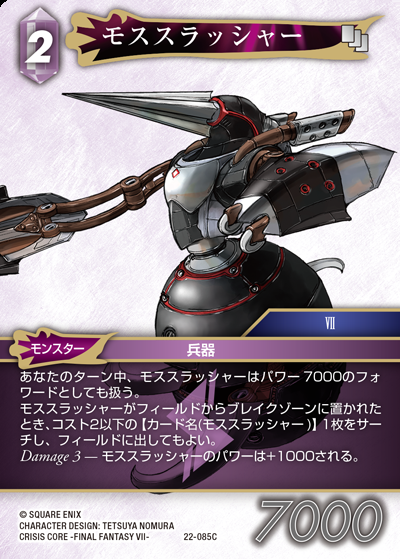 2
モススラッシャー
VII
モンスター
兵器
あなたのターン中、モススラッシャーはパワー7000のフォ
ワードとしても扱う。
モススラッシャーがフィールドからブレイクゾーンに置かれた
とき、コスト2以下の【カード名(モススラッシャー)】1枚をサー
チし、フィールドに出してもよい。
Damage 3 — モススラッシャーのパワーは+1000される。
© SQUARE ENIX
CHARACTER DESIGN: TETSUYA NOMURA
CRISIS CORE -FINAL FANTASY VII-
22-085C
7000